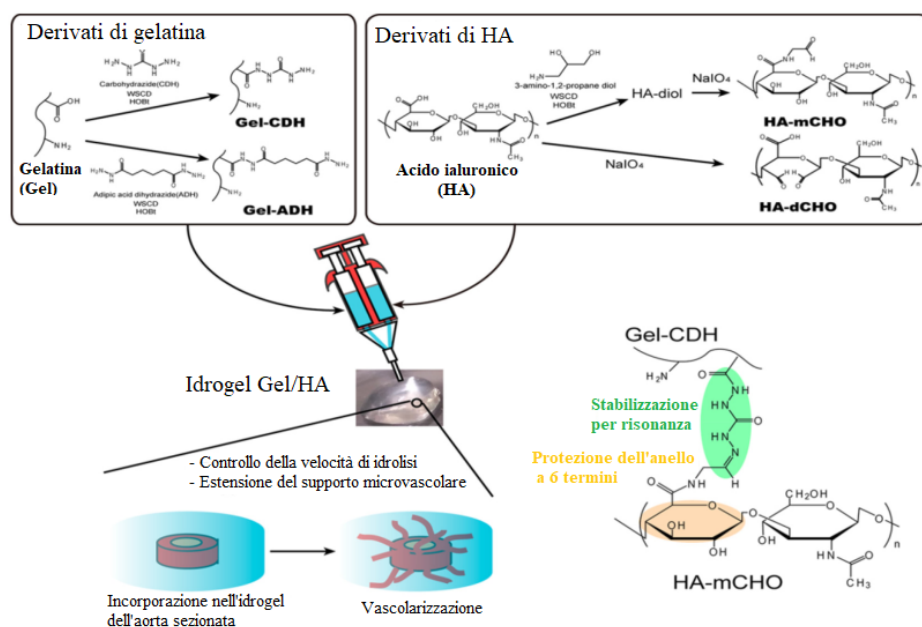 Derivati di gelatina
Carbohydrazide(CDH)
WSCD
HOBt
Gel-CDH
Gelatina
(Gel)
Adipic acid dihydrazide(ADH)
WSCD
HOBt
Gel-ADH
Derivati di HA
3-amino-1,2-propane diol
WSCD
HOBt
HA-diol
NaIO₄
HA-mCHO
Acido ialuronico
(HA)
NaIO₄
HA-dCHO
Idrogel Gel/HA
- Controllo della velocità di idrolisi
- Estensione del supporto microvascolare
Incorporazione nell'idrogel
dell'aorta sezionata
Vascolarizzazione
Gel-CDH
Stabilizzazione
per risonanza
Protezione dell'anello
a 6 termini
HA-mCHO